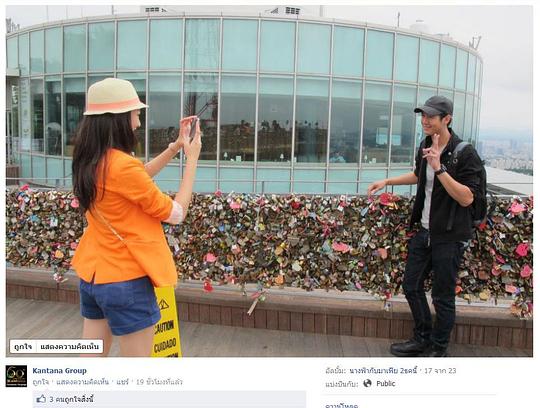 CAUTION
CUIDADO
CAUTION
ถูกใจ
แสดงความคิดเห็น
Kantana Group
ถูกใจ · แสดงความคิดเห็น · แชร์ · 19 ชั่วโมงที่แล้ว
3 คนถูกใจสิ่งนี้
อัลบั้ม: นางฟ้ากับมาเฟีย 2รคนี้ · 17 จาก 23
แบ่งปันกับ: Public